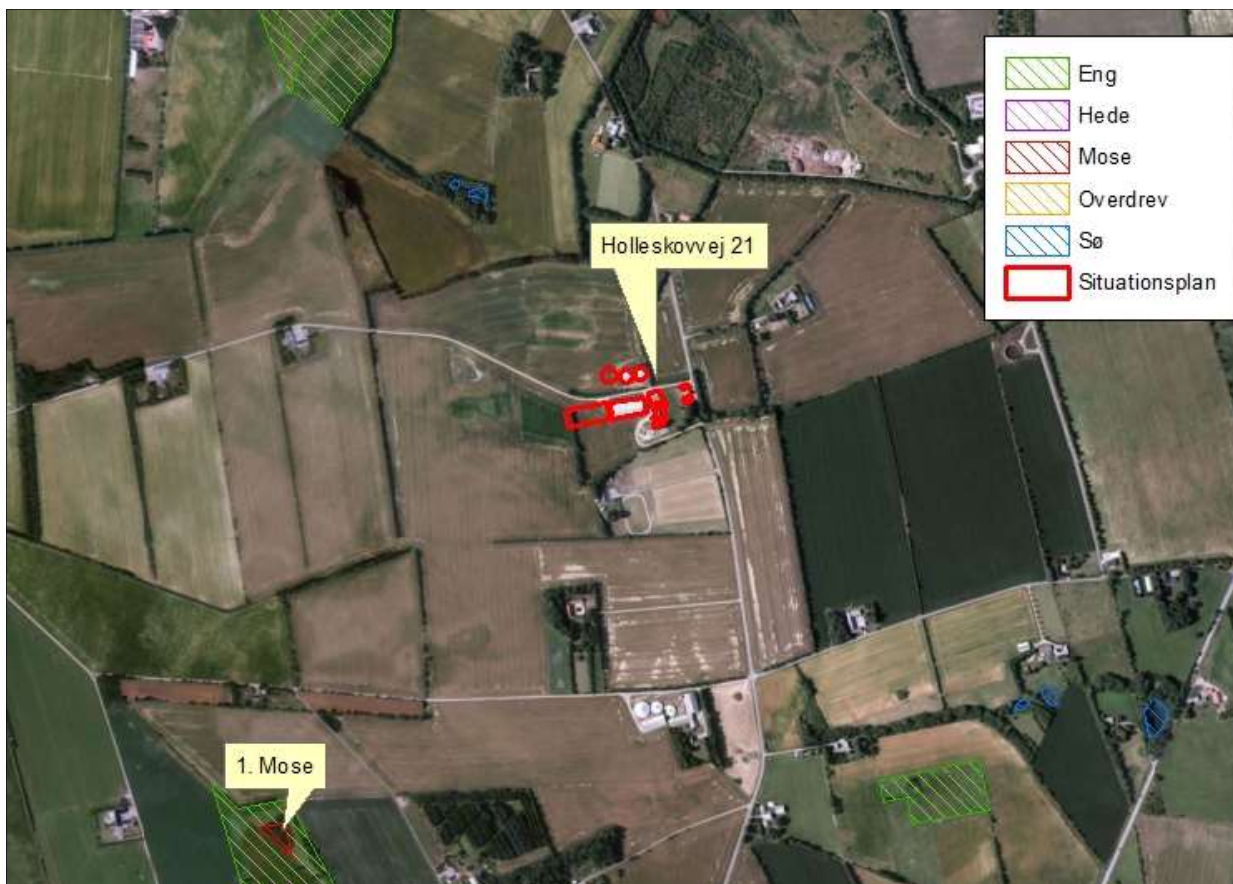 Eng
Hede
Mose
Overdrev
Sø
Situationsplan
Holleskovvej 21
1. Mose